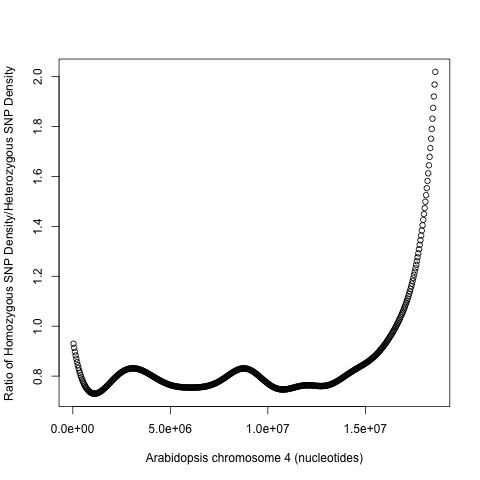 Ratio of Homozygous SNP Density/Heterozygous SNP Density
2.0
1.8
1.6
1.4
1.2
1.0
0.8
0.0e+00 5.0e+06 1.0e+07 1.5e+07
Arabidopsis chromosome 4 (nucleotides)